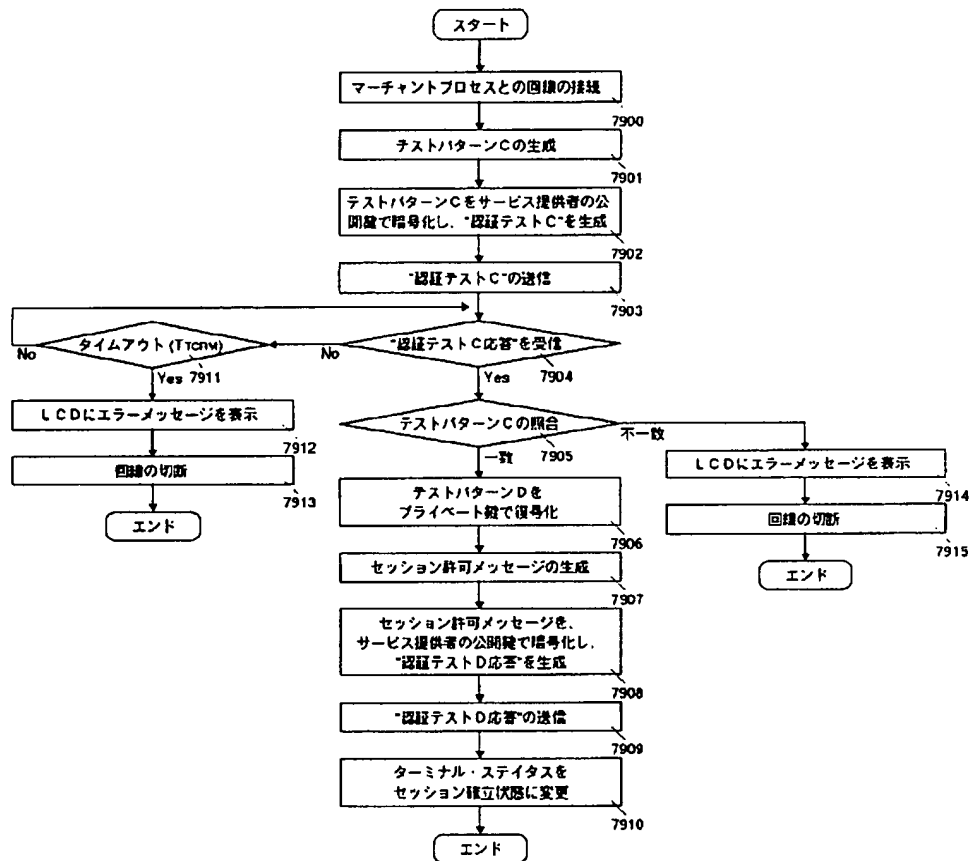 スタート
マーチャントプロセスとの回線の接続
7900
テストパターンCの生成
7901
テストパターンCをサービス提供者の公
開鍵で暗号化し、"認証テストC"を生成
7902
"認証テストC"の送信
7903
"認証テストC応答"を受信
7904
No
Yes
タイムアウト(TTCRM)
7911
No
Yes
LCDにエラーメッセージを表示
7912
回線の切断
7913
エンド
テストパターンCの照合
7905
不一致
一致
LCDにエラーメッセージを表示
7914
回線の切断
7915
エンド
テストパターンDを
プライベート鍵で復号化
7906
セッション許可メッセージの生成
7907
セッション許可メッセージを、
サービス提供者の公開鍵で暗号化し、
"認証テストD応答"を生成
7908
"認証テストD応答"の送信
7909
ターミナル・ステイタスを
セッション確立状態に変更
7910
エンド